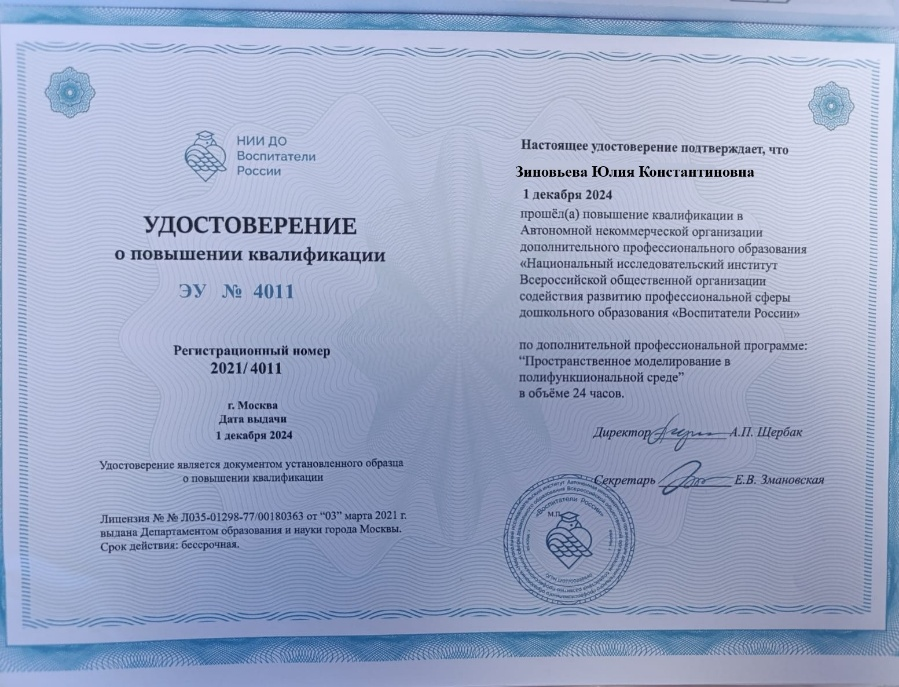 НИИ ДО
Воспитатели
России
УДОСТОВЕРЕНИЕ
о повышении квалификации
ЭУ № 4011
Регистрационный номер
2021/4011
г. Москва
Дата выдачи
1 декабря 2024
Удостоверение является документом установленного образца
о повышении квалификации
Лицензия № № Л035-01298-77/00180363 от “03” марта 2021 г.
выдана Департаментом образования и науки города Москвы.
Срок действия: бессрочная.
Настоящее удостоверение подтверждает, что
Зиновьева Юлия Константиновна
1 декабря 2024
прошёл(а) повышение квалификации в
Автономной некоммерческой организации
дополнительного профессионального образования
«Национальный исследовательский институт
Всероссийской общественной организации
содействия развитию профессиональной сферы
дошкольного образования «Воспитатели России»
по дополнительной профессиональной программе:
“Пространственное моделирование в
полифункциональной среде”
в объёме 24 часов.
Директор А.П. Щербак
Секретарь Е.В. Змановская
М.П.
«Воспитатели России»